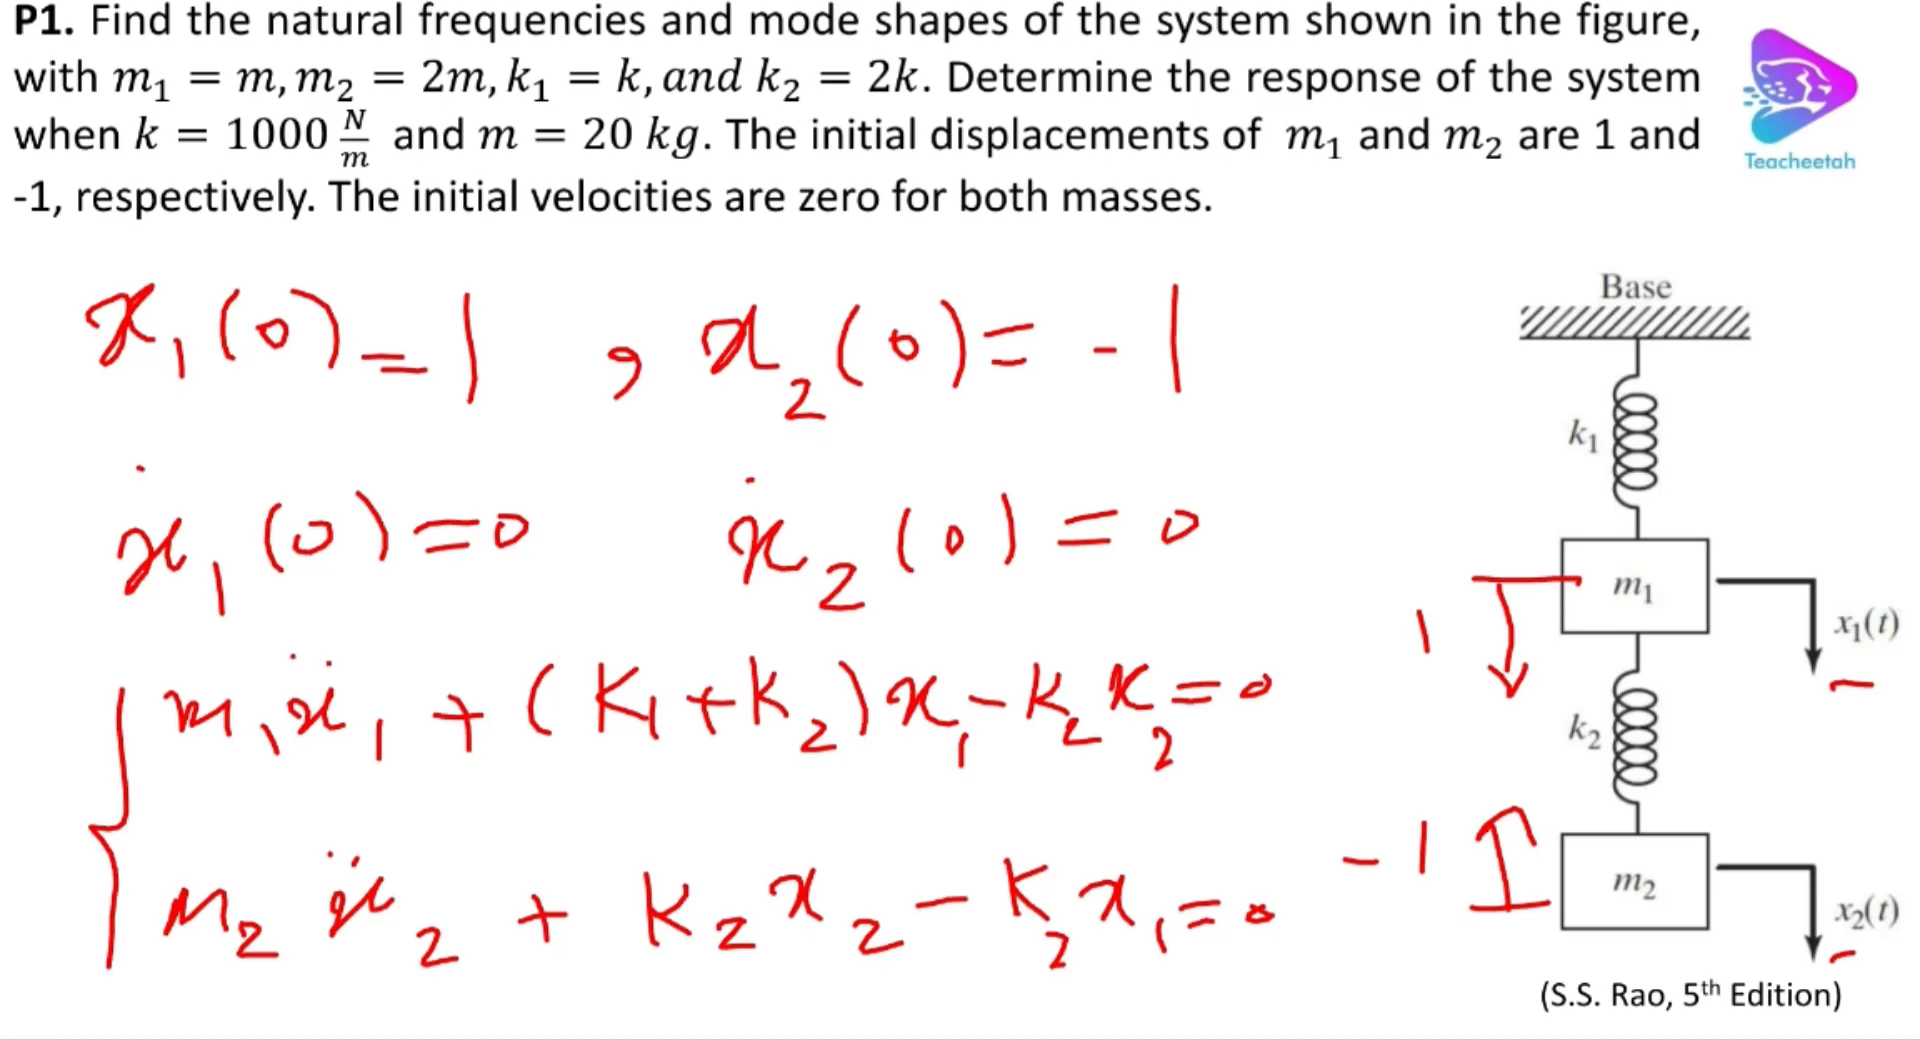 P1. Find the natural frequencies and mode shapes of the system shown in the figure,
with m₁ = m, m₂ = 2m, k₁ = k, and k₂ = 2k. Determine the response of the system
when k = 1000 N/m and m = 20 kg. The initial displacements of m₁ and m₂ are 1 and
-1, respectively. The initial velocities are zero for both masses.
Teacheetah
x₁(0) = 1 , x₂(0) = -1
ẋ₁(0) = 0 ẋ₂(0) = 0
m₁ẍ₁ + (K₁ + K₂)x₁ - K₂x₂ = 0
m₂ẍ₂ + K₂x₂ - K₂x₁ = 0
Base
k₁
m₁
x₁(t)
1
k₂
-1
m₂
x₂(t)
(S.S. Rao, 5th Edition)